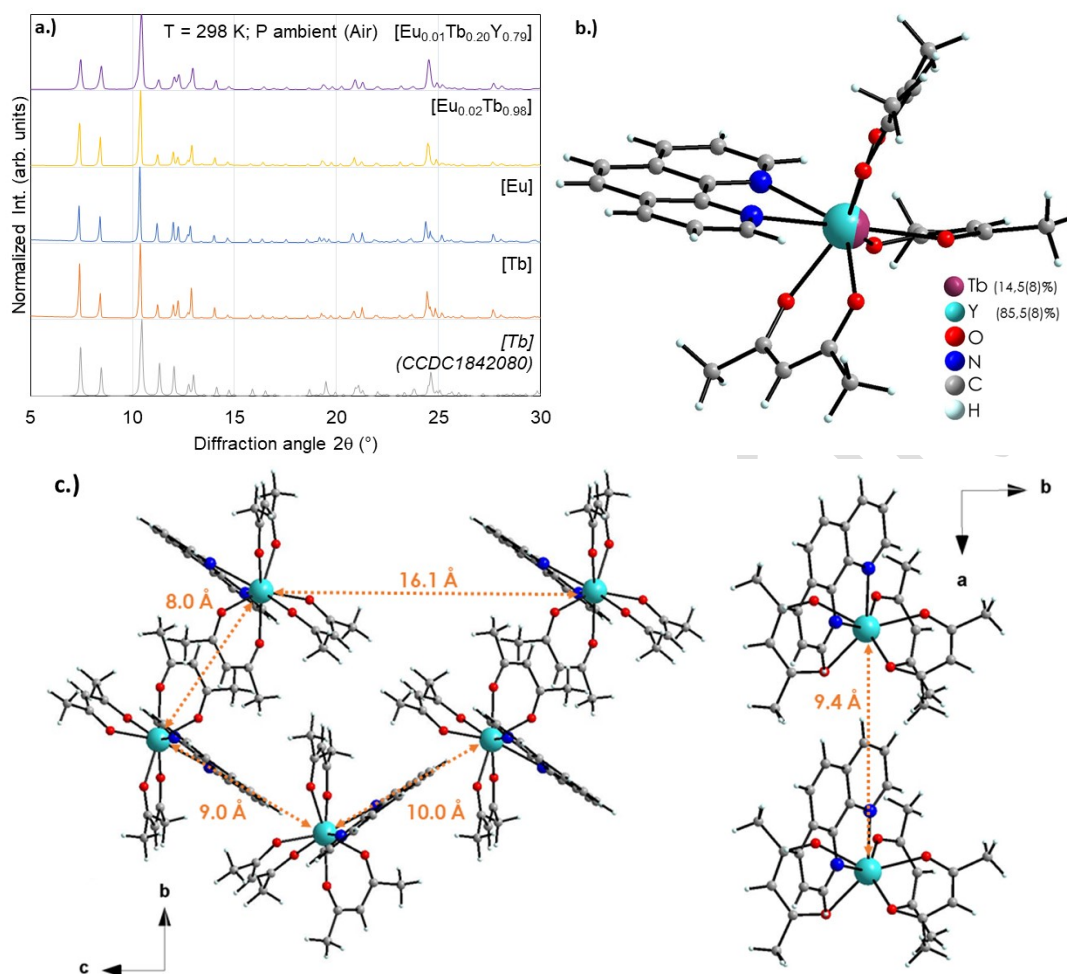 a.)
T = 298 K; P ambient (Air)
[Eu0.01Tb0.20Y0.79]
[Eu0.02Tb0.98]
[Eu]
[Tb]
[Tb]
(CCDC1842080)
Normalized Int. (arb. units)
5 10 15 20 25 30
Diffraction angle 2θ (°)
b.)
Tb (14,5(8)%)
Y (85,5(8)%)
O
N
C
H
c.)
8.0 Å
16.1 Å
9.0 Å
10.0 Å
b
c
b
a
9.4 Å